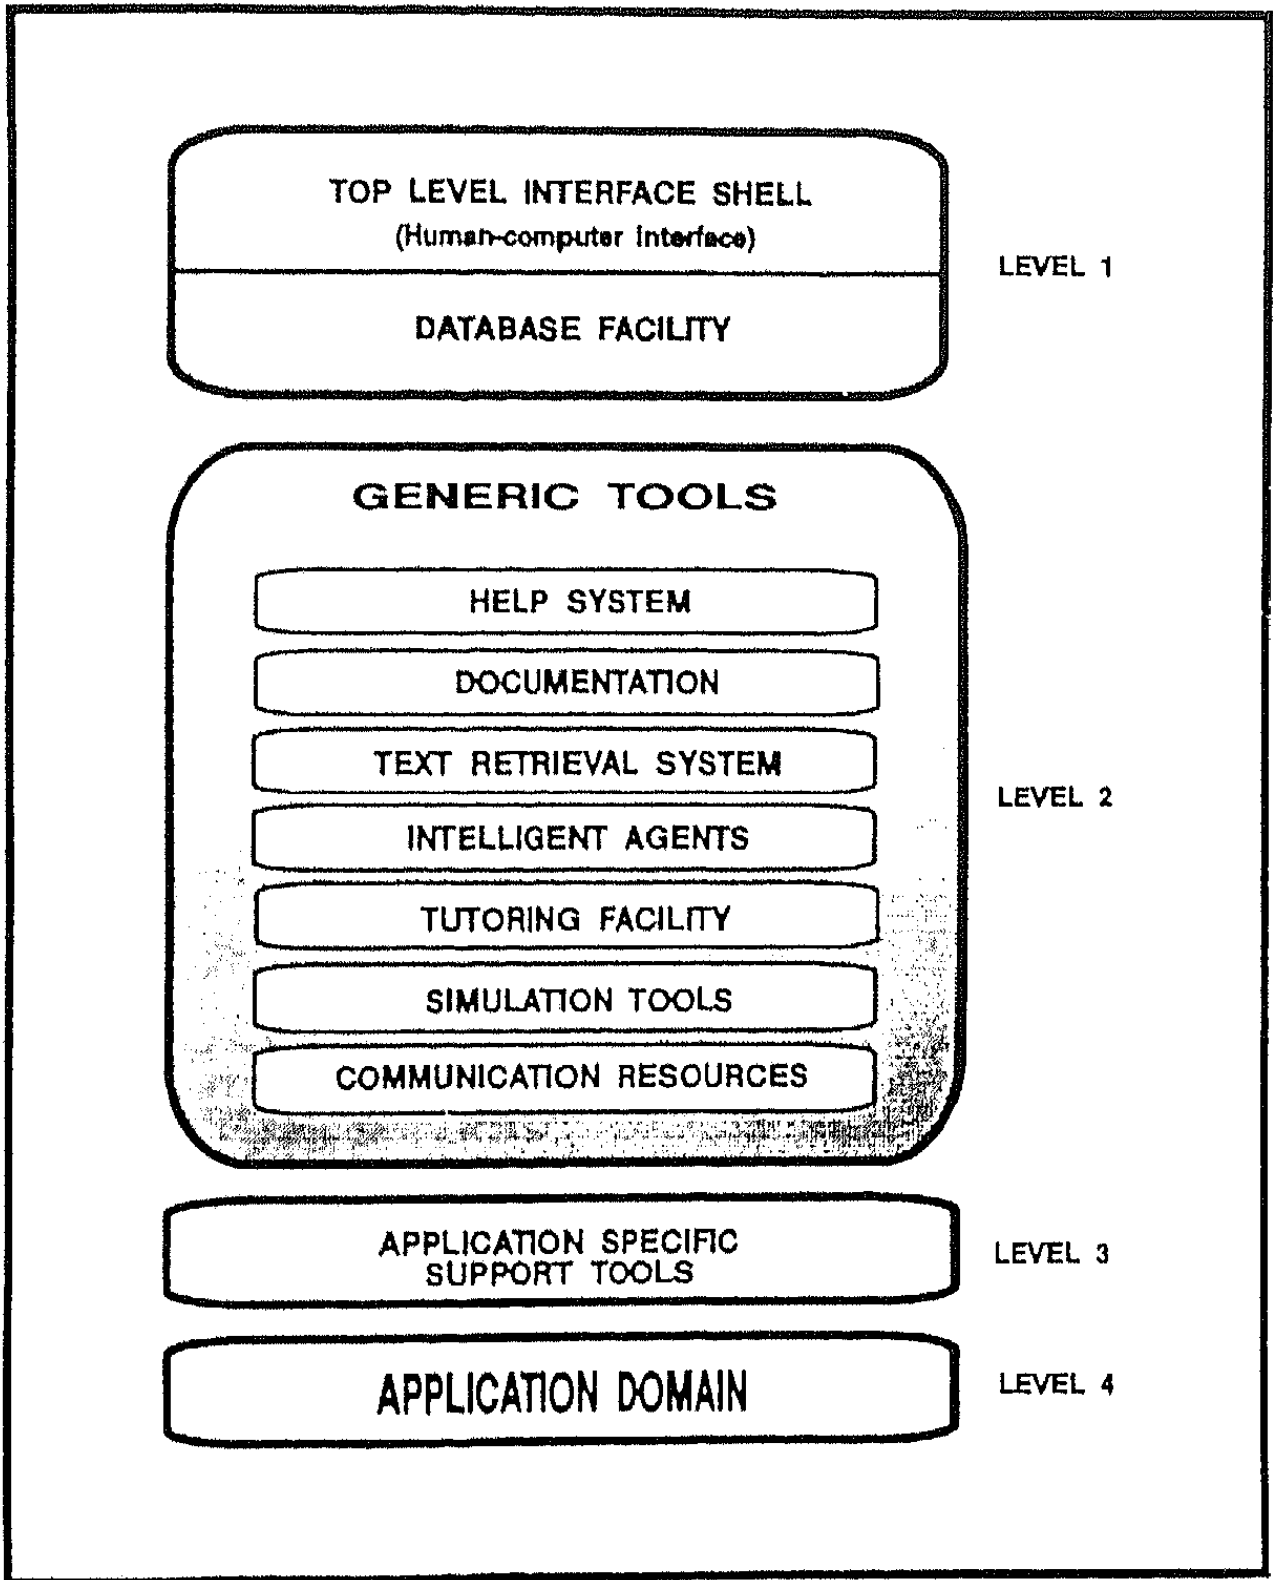 TOP LEVEL INTERFACE SHELL
(Human-computer Interface)
LEVEL 1
DATABASE FACILITY
GENERIC TOOLS
HELP SYSTEM
DOCUMENTATION
TEXT RETRIEVAL SYSTEM
LEVEL 2
INTELLIGENT AGENTS
TUTORING FACILITY
SIMULATION TOOLS
COMMUNICATION RESOURCES
APPLICATION SPECIFIC
SUPPORT TOOLS
LEVEL 3
APPLICATION DOMAIN
LEVEL 4